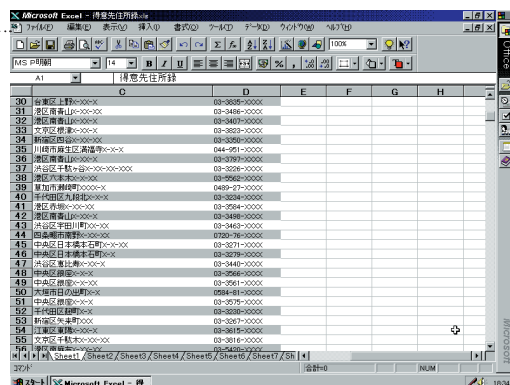 Microsoft Excel - 得意先住所録.xls
ファイル(F) 編集(E) 表示(V) 挿入(I) 書式(O) ツール(T) データ(D) ウィンドウ(W) ヘルプ(H)
100%
MS P明朝 14 B I U % ,
A1 得意先住所録
C D E F G H
30 台東区上野x-xx-x 03-3835-xxxx
31 港区南青山x-xx-xx 03-3486-xxxx
32 港区南青山x-xx-x 03-3407-xxxx
33 文京区根津x-xx-x 03-3823-xxxx
34 新宿区四谷x-xx-xx 03-3350-xxxx
35 川崎市麻生区満福寺x-x-x 044-951-xxxx
36 港区南青山x-xx-x 03-3797-xxxx
37 渋谷区千駄ヶ谷x-xx-xx-xxx 03-3226-xxxx
38 港区六本木x-x-xx 03-5562-xxxx
39 草加市瀬崎町xxxx-x 0489-27-xxxx
40 千代田区九段北x-x-x 03-3234-xxxx
41 港区赤坂x-xx-xx 03-3584-xxxx
42 港区南青山x-xx-x 03-3498-xxxx
43 渋谷区宇田川町xx-xx 03-3463-xxxx
44 四条畷市南野x-xx-xx 0720-76-xxxx
45 中央区日本橋本石町x-x-xx 03-3271-xxxx
46 中央区日本橋本石町x-x 03-3279-xxxx
47 渋谷区恵比寿x-xx-xx 03-3440-xxxx
48 中央区銀座x-x-x 03-3566-xxxx
49 中央区銀座x-xx-x 03-3561-xxxx
50 大垣市日の出町x-x 0584-81-xxxx
51 中央区銀座x-x-x 03-3575-xxxx
52 千代田区麹町x-x 03-3230-xxxx
53 新宿区矢来町xxx 03-3267-xxxx
54 江東区東陽x-xx-x 03-3615-xxxx
55 文京区千駄木x-xx-xx 03-3816-xxxx
56 港区南麻布x-xx-xx 03-5420-xxxx
Sheet1 Sheet2 Sheet3 Sheet4 Sheet5 Sheet6 Sheet7 Sh
コマンド 合計=0 NUM
スタート Microsoft Excel - 得 18:34
Office
Microsoft